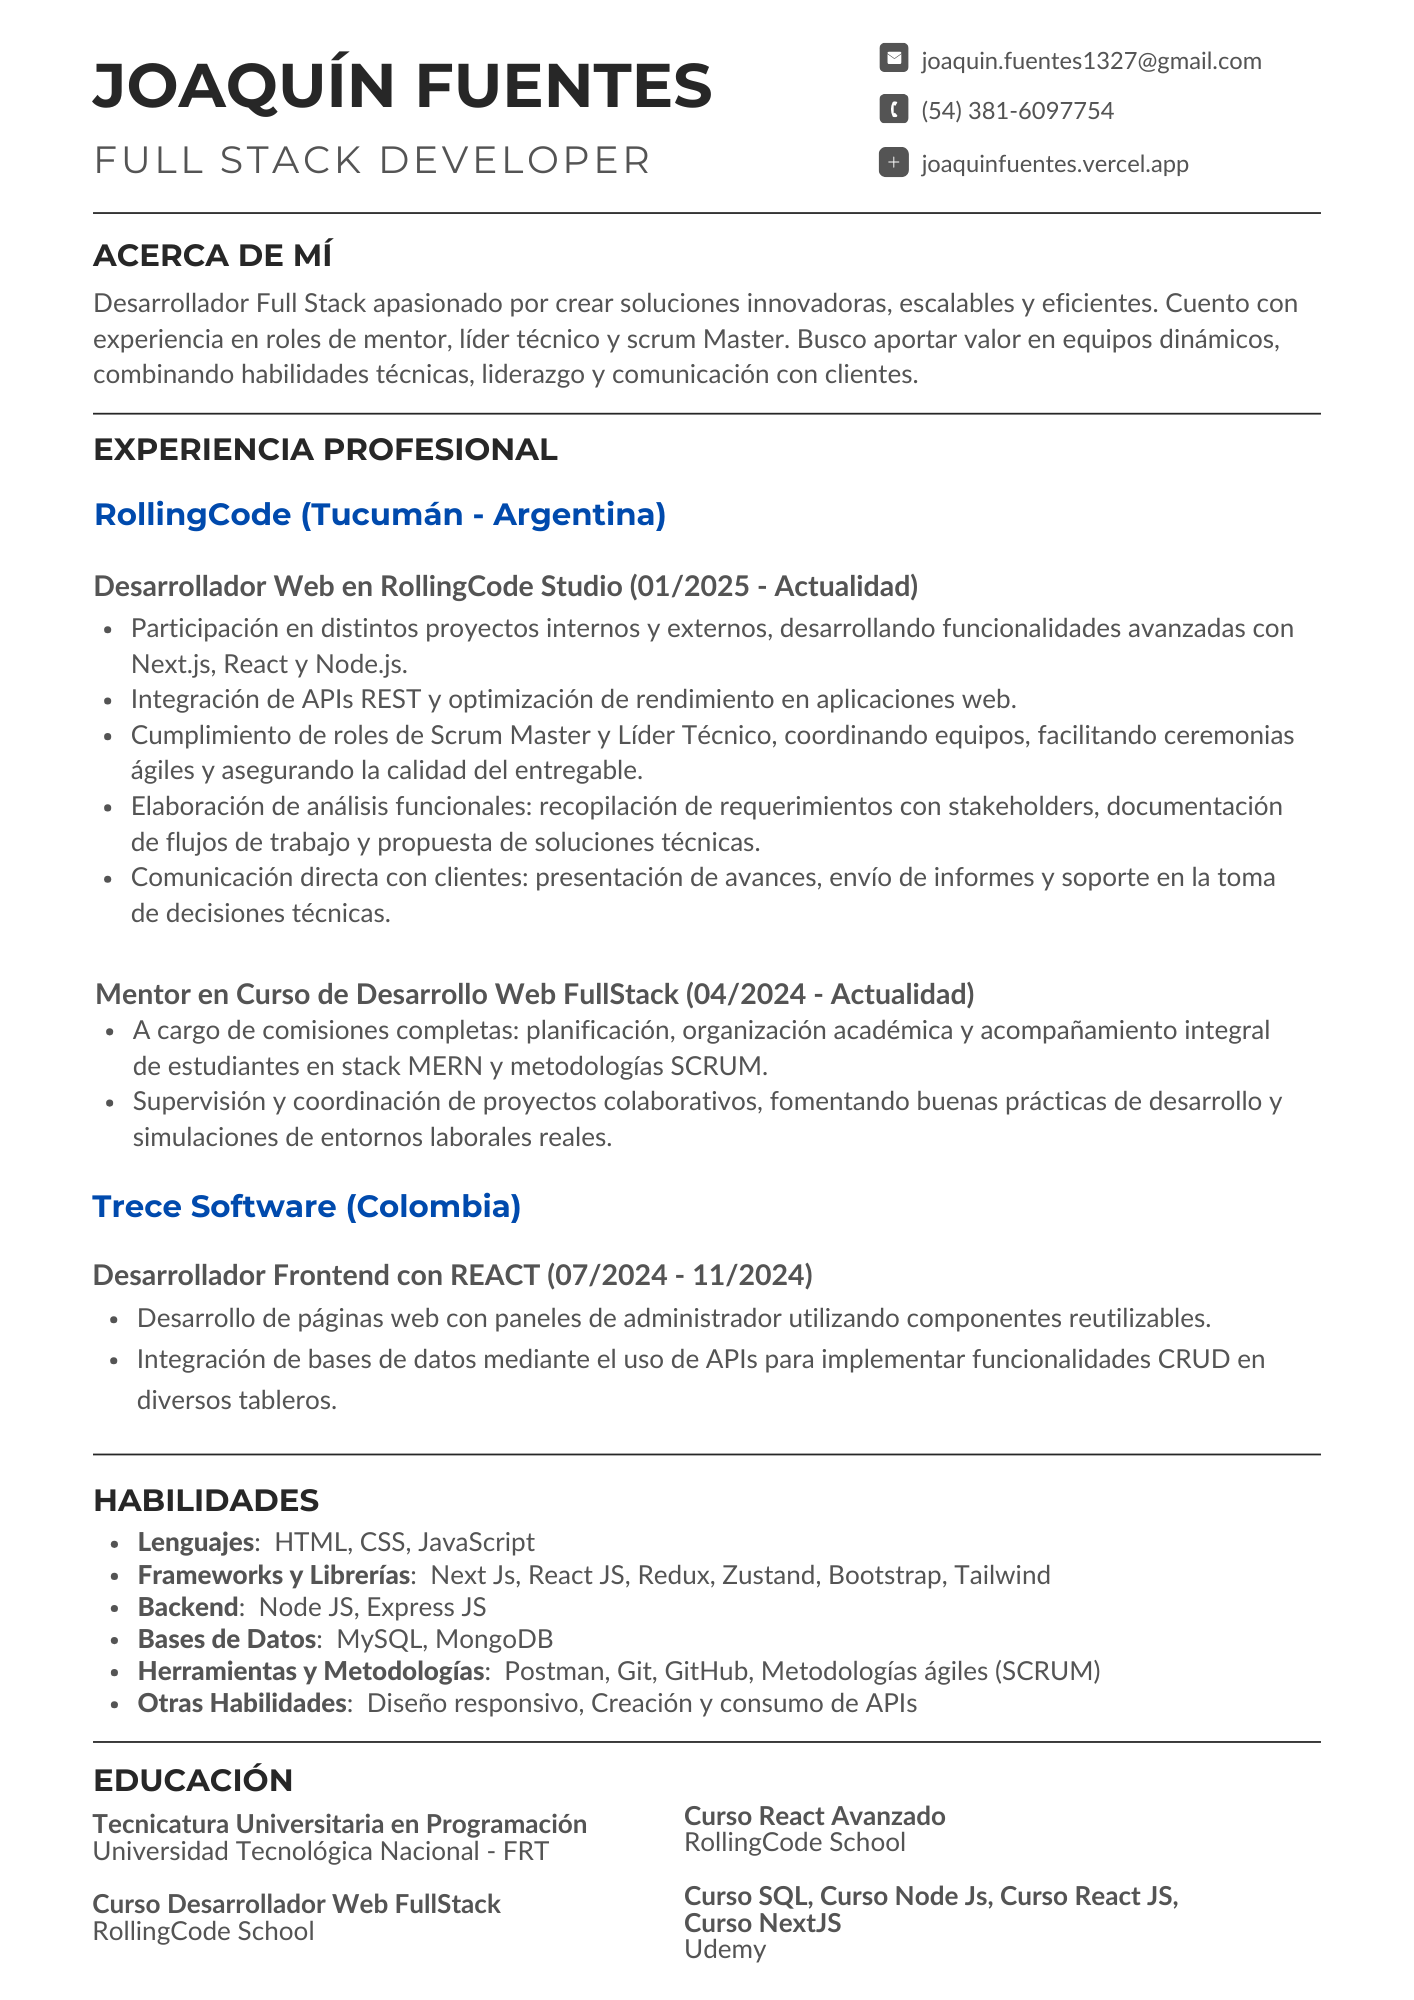 JOAQUÍN FUENTES
FULL STACK DEVELOPER
joaquin.fuentes1327@gmail.com
(54) 381-6097754
joaquinfuentes.vercel.app
ACERCA DE MÍ
Desarrollador Full Stack apasionado por crear soluciones innovadoras, escalables y eficientes. Cuento con
experiencia en roles de mentor, líder técnico y scrum Master. Busco aportar valor en equipos dinámicos,
combinando habilidades técnicas, liderazgo y comunicación con clientes.
EXPERIENCIA PROFESIONAL
RollingCode (Tucumán - Argentina)
Desarrollador Web en RollingCode Studio (01/2025 - Actualidad)
• Participación en distintos proyectos internos y externos, desarrollando funcionalidades avanzadas con
Next.js, React y Node.js.
• Integración de APIs REST y optimización de rendimiento en aplicaciones web.
• Cumplimiento de roles de Scrum Master y Líder Técnico, coordinando equipos, facilitando ceremonias
ágiles y asegurando la calidad del entregable.
• Elaboración de análisis funcionales: recopilación de requerimientos con stakeholders, documentación
de flujos de trabajo y propuesta de soluciones técnicas.
• Comunicación directa con clientes: presentación de avances, envío de informes y soporte en la toma
de decisiones técnicas.
Mentor en Curso de Desarrollo Web FullStack (04/2024 - Actualidad)
• A cargo de comisiones completas: planificación, organización académica y acompañamiento integral
de estudiantes en stack MERN y metodologías SCRUM.
• Supervisión y coordinación de proyectos colaborativos, fomentando buenas prácticas de desarrollo y
simulaciones de entornos laborales reales.
Trece Software (Colombia)
Desarrollador Frontend con REACT (07/2024 - 11/2024)
• Desarrollo de páginas web con paneles de administrador utilizando componentes reutilizables.
• Integración de bases de datos mediante el uso de APIs para implementar funcionalidades CRUD en
diversos tableros.
HABILIDADES
• Lenguajes: HTML, CSS, JavaScript
• Frameworks y Librerías: Next Js, React JS, Redux, Zustand, Bootstrap, Tailwind
• Backend: Node JS, Express JS
• Bases de Datos: MySQL, MongoDB
• Herramientas y Metodologías: Postman, Git, GitHub, Metodologías ágiles (SCRUM)
• Otras Habilidades: Diseño responsivo, Creación y consumo de APIs
EDUCACIÓN
Tecnicatura Universitaria en Programación
Universidad Tecnológica Nacional - FRT
Curso Desarrollador Web FullStack
RollingCode School
Curso React Avanzado
RollingCode School
Curso SQL, Curso Node Js, Curso React JS,
Curso NextJS
Udemy